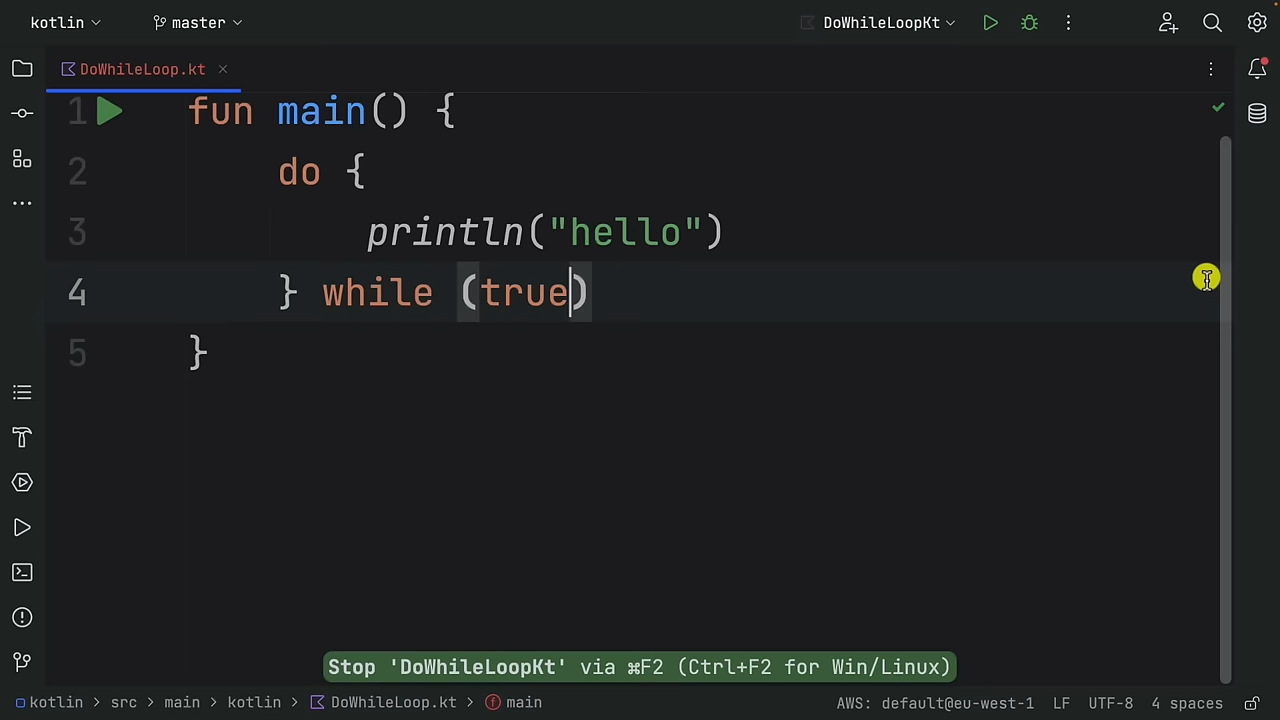 kotlin master DoWhileLoopKt
DoWhileLoop.kt
1 fun main() {
2 do {
3 println("hello")
4 } while (true)
5 }
Stop 'DoWhileLoopKt' via ⌘F2 (Ctrl+F2 for Win/Linux)
kotlin > src > main > kotlin > DoWhileLoop.kt > main AWS: default@eu-west-1 LF UTF-8 4 spaces